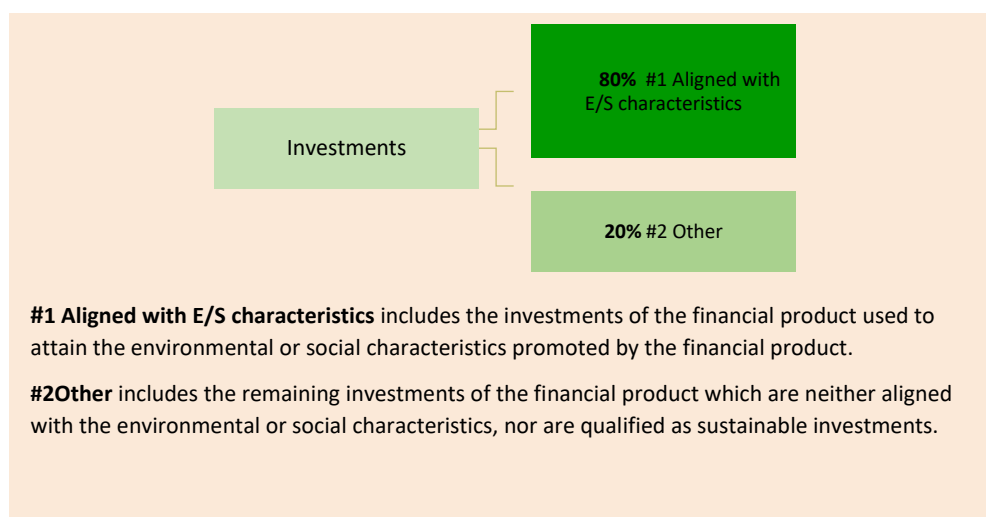 80% #1 Aligned with
E/S characteristics
Investments
20% #2 Other
#1 Aligned with E/S characteristics includes the investments of the financial product used to
attain the environmental or social characteristics promoted by the financial product.
#2Other includes the remaining investments of the financial product which are neither aligned
with the environmental or social characteristics, nor are qualified as sustainable investments.